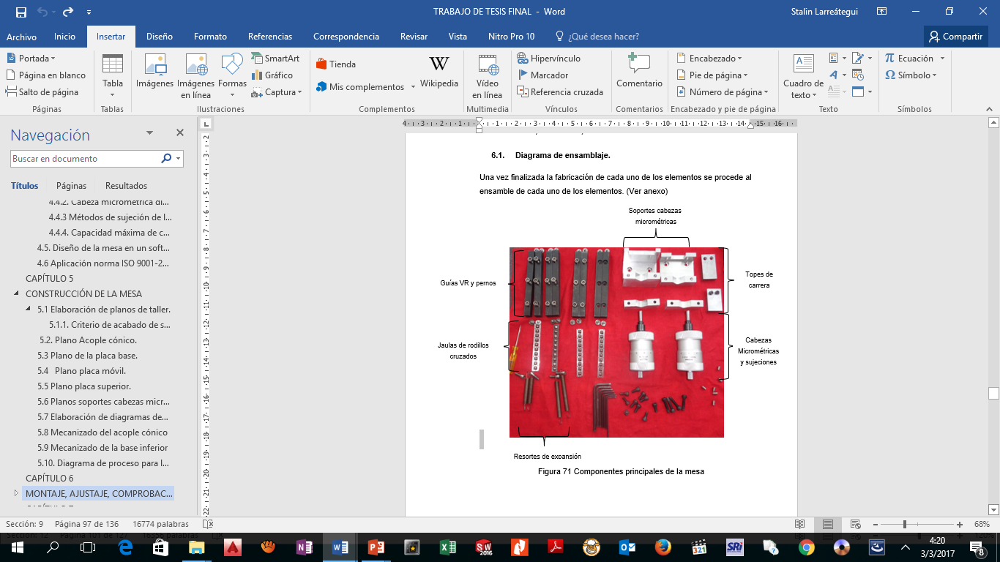 TRABAJO DE TESIS FINAL - Word
Stalin Larreátegui
Archivo
Inicio
Insertar
Diseño
Formato
Referencias
Correspondencia
Revisar
Vista
Nitro Pro 10
¿Qué desea hacer?
Compartir
Portada
Página en blanco
Salto de página
Páginas
Tabla
Tablas
Imágenes
Imágenes en línea
Formas
SmartArt
Gráfico
Captura
Ilustraciones
Tienda
Mis complementos
Wikipedia
Complementos
Vídeo en línea
Multimedia
Hipervínculo
Marcador
Referencia cruzada
Vínculos
Comentario
Comentarios
Encabezado
Pie de página
Número de página
Encabezado y pie de página
Cuadro de texto
Texto
Ecuación
Símbolo
Símbolos
Navegación
Buscar en documento
Títulos
Páginas
Resultados
4.4.2. Cabeza micrométrica di...
4.4.3 Métodos de sujeción de l...
4.4.4. Capacidad máxima de c...
4.5. Diseño de la mesa en un soft...
4.6 Aplicación norma ISO 9001-2...
CAPÍTULO 5
CONSTRUCCIÓN DE LA MESA
5.1 Elaboración de planos de taller.
5.1.1. Criterio de acabado de s...
5.2. Plano Acople cónico.
5.3 Plano de la placa base.
5.4 Plano placa móvil.
5.5 Plano placa superior.
5.6 Planos soportes cabezas micr...
5.7 Elaboración de diagramas de...
5.8 Mecanizado del acople cónico
5.9 Mecanizado de la base inferior
5.10. Diagrama de proceso para l...
CAPÍTULO 6
MONTAJE, AJUSTAJE, COMPROBAC...
6.1. Diagrama de ensamblaje.
Una vez finalizada la fabricación de cada uno de los elementos se procede al
ensamble de cada uno de los elementos. (Ver anexo)
Soportes cabezas
micrométricas
Guías VR y pernos
Topes de
carrera
Jaulas de rodillos
cruzados
Cabezas
Micrométricas
y sujeciones
Resortes de expansión
Figura 71 Componentes principales de la mesa
Sección: 9
Página 97 de 136
16774 palabras
68%
Sección: 12
Página 101 de 127
16356 palabras
120%
4:20
3/3/2017